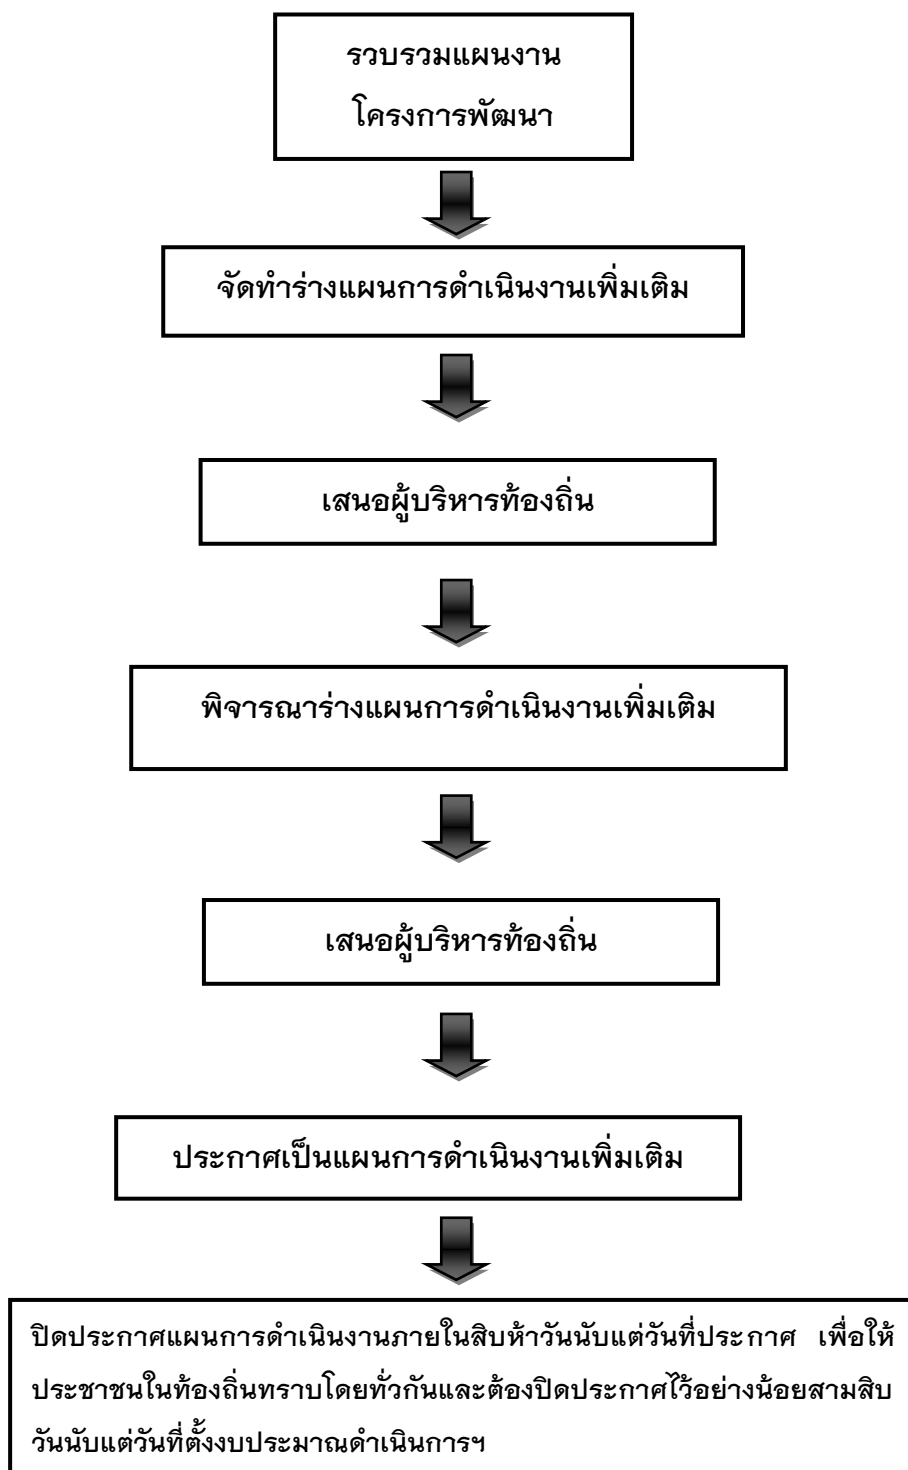 รวบรวมแผนงาน
โครงการพัฒนา
จัดทำร่างแผนการดำเนินงานเพิ่มเติม
เสนอผู้บริหารท้องถิ่น
พิจารณาร่างแผนการดำเนินงานเพิ่มเติม
เสนอผู้บริหารท้องถิ่น
ประกาศเป็นแผนการดำเนินงานเพิ่มเติม
ปิดประกาศแผนการดำเนินงานภายในสิบห้าวันนับแต่วันที่ประกาศ เพื่อให้
ประชาชนในท้องถิ่นทราบโดยทั่วกันและต้องปิดประกาศไว้อย่างน้อยสามสิบ
วันนับแต่วันที่ตั้งงบประมาณดำเนินการฯ